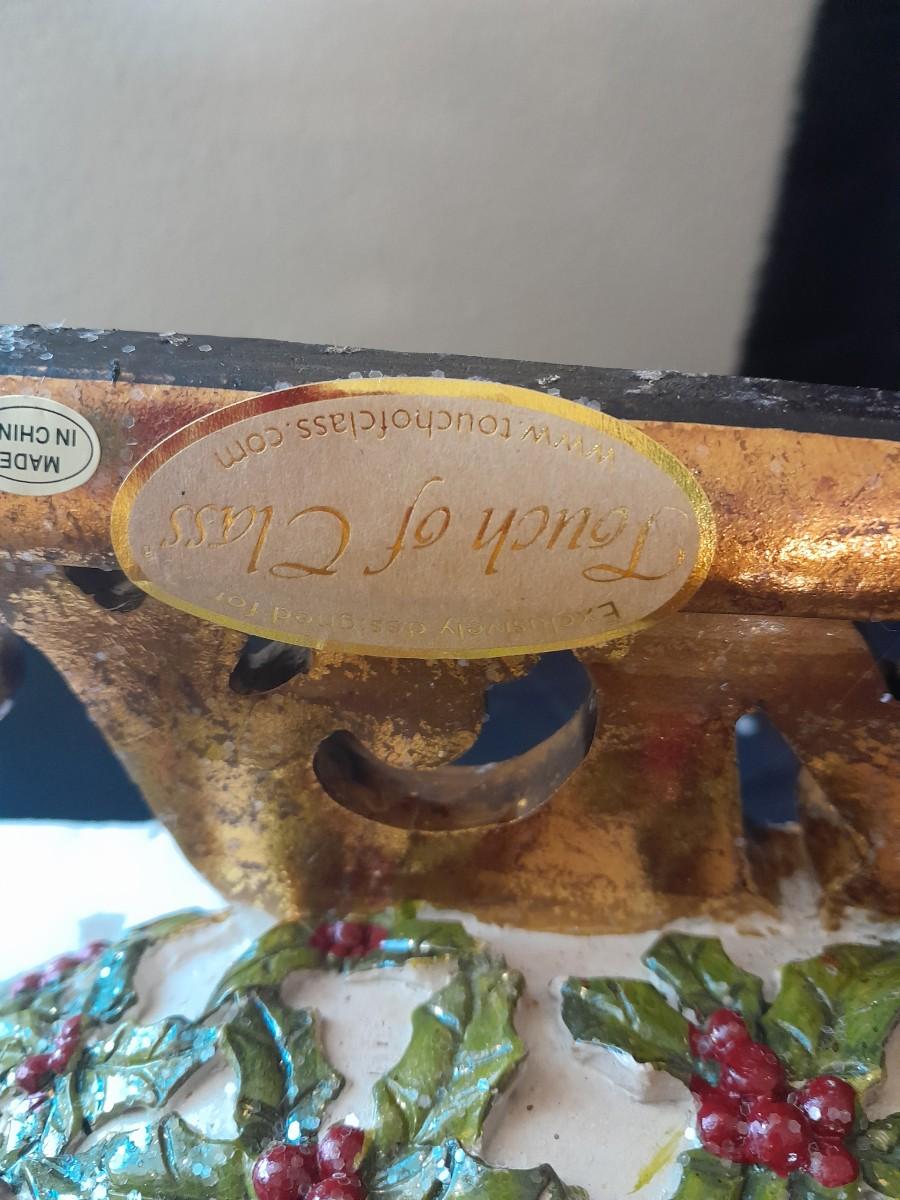 Exclusively designed for
Touch of Class®
www.touchofclass.com
MADE
IN CHIN